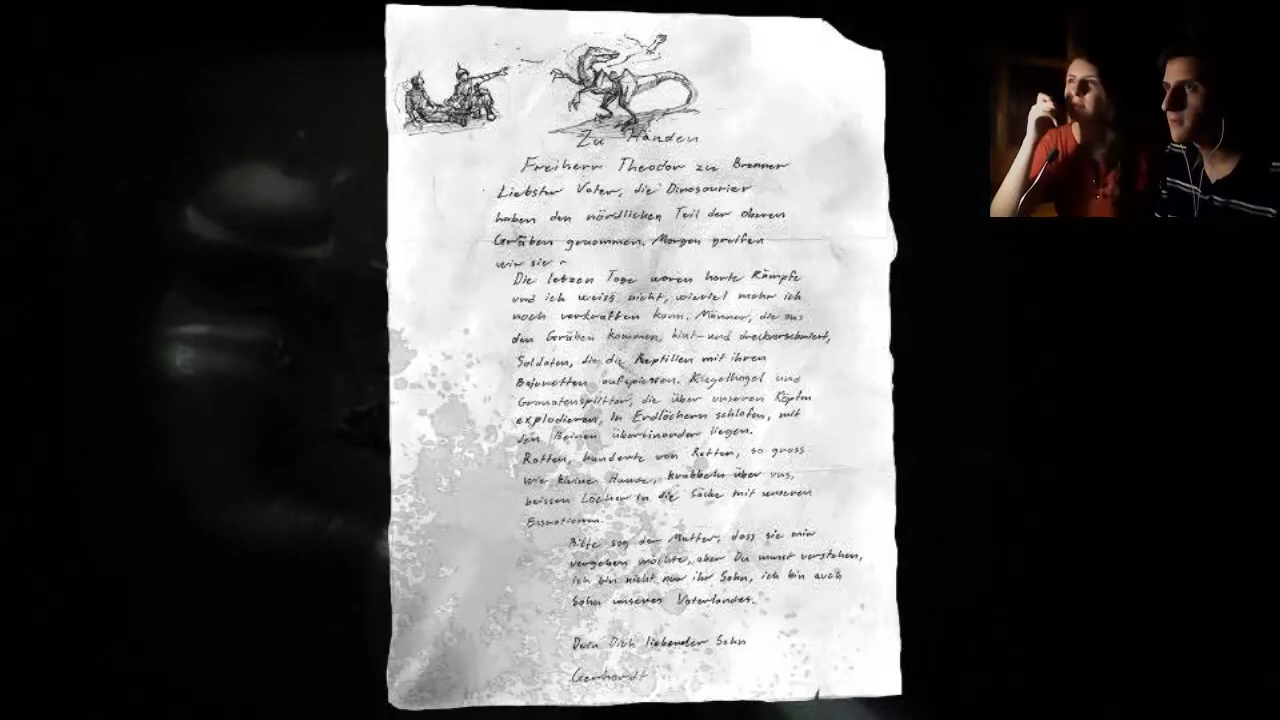 Zu Händen
Freiherr Theodor zu Brenner
Liebster Vater, die Dinosaurier
haben den nördlichen Teil der oberen
Gräben genommen. Morgen greifen
wir sie
Die letzen Tage waren harte Kämpfe
und ich weiss nicht, wieviel mehr ich
noch verkraften kann. Männer, die aus
den Gräben kommen, blut- und dreckverschmiert,
Soldaten, die die Reptilien mit ihren
Bajonetten aufspiessen. Kugelhagel und
Granatensplitter, die über unseren Köpfen
explodieren, In Erdlöchern schlafen, mit
den Beinen übereinander liegen.
Ratten, hunderte von Ratten, so gross
wie kleine Hunde, krabbeln über uns,
beissen Löcher in die Säcke mit unseren
Essrationen.
Bitte sag der Mutter, dass sie mir
vergeben möchte, aber Du musst verstehen,
ich bin nicht nur ihr Sohn, ich bin auch
Sohn unseres Vaterlandes.
Dein Dich liebender Sohn
Gerhardt